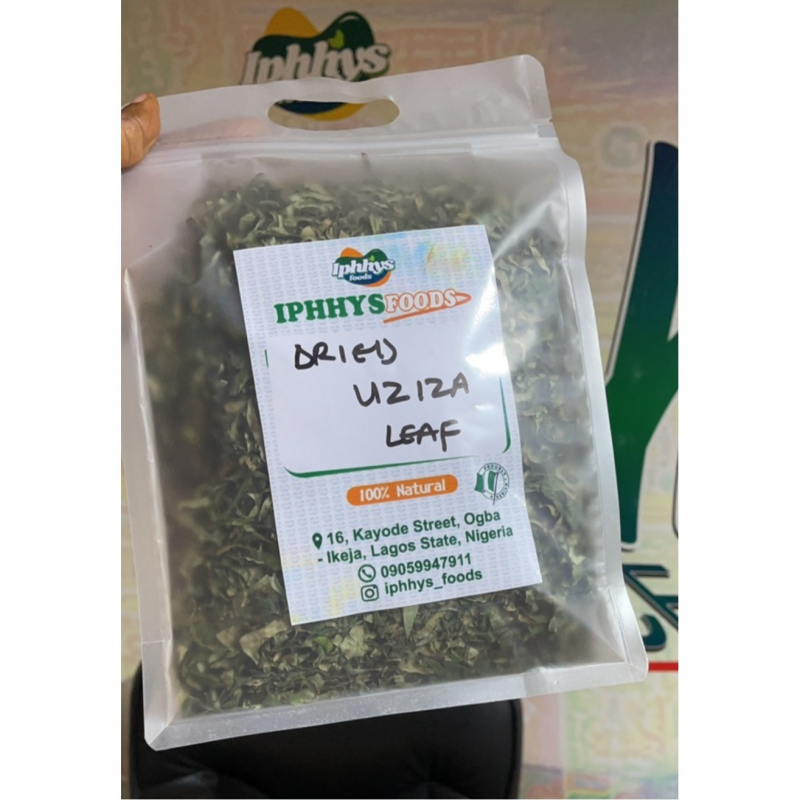 Iphhys
Iphhys
foods
IPHHYSFOODS
DRIED
UZIZA
LEAF
100% Natural
16, Kayode Street, Ogba
- Ikeja, Lagos State, Nigeria
09059947911
iphhys_foods